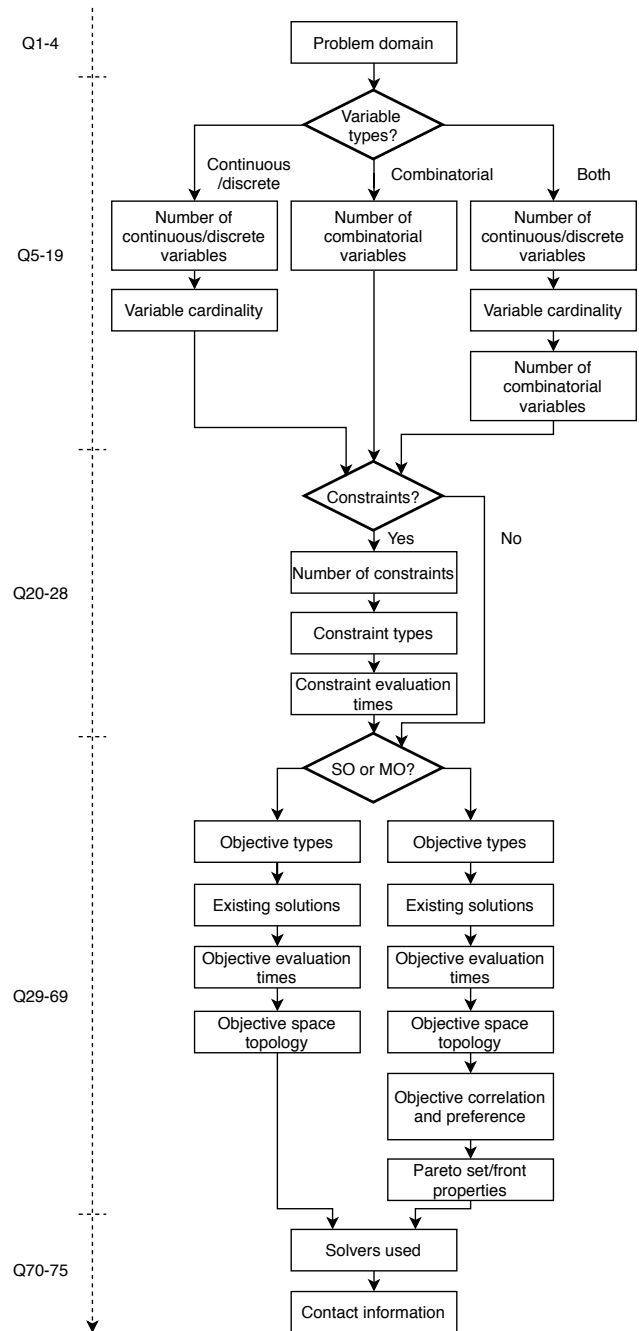 Q1-4
Problem domain
Variable
types?
Continuous
/discrete
Combinatorial
Both
Q5-19
Number of
continuous/discrete
variables
Number of
combinatorial
variables
Number of
continuous/discrete
variables
Variable cardinality
Variable cardinality
Number of
combinatorial
variables
Constraints?
Yes
No
Q20-28
Number of constraints
Constraint types
Constraint evaluation
times
SO or MO?
Q29-69
Objective types
Existing solutions
Objective evaluation
times
Objective space
topology
Objective types
Existing solutions
Objective evaluation
times
Objective space
topology
Objective correlation
and preference
Pareto set/front
properties
Q70-75
Solvers used
Contact information